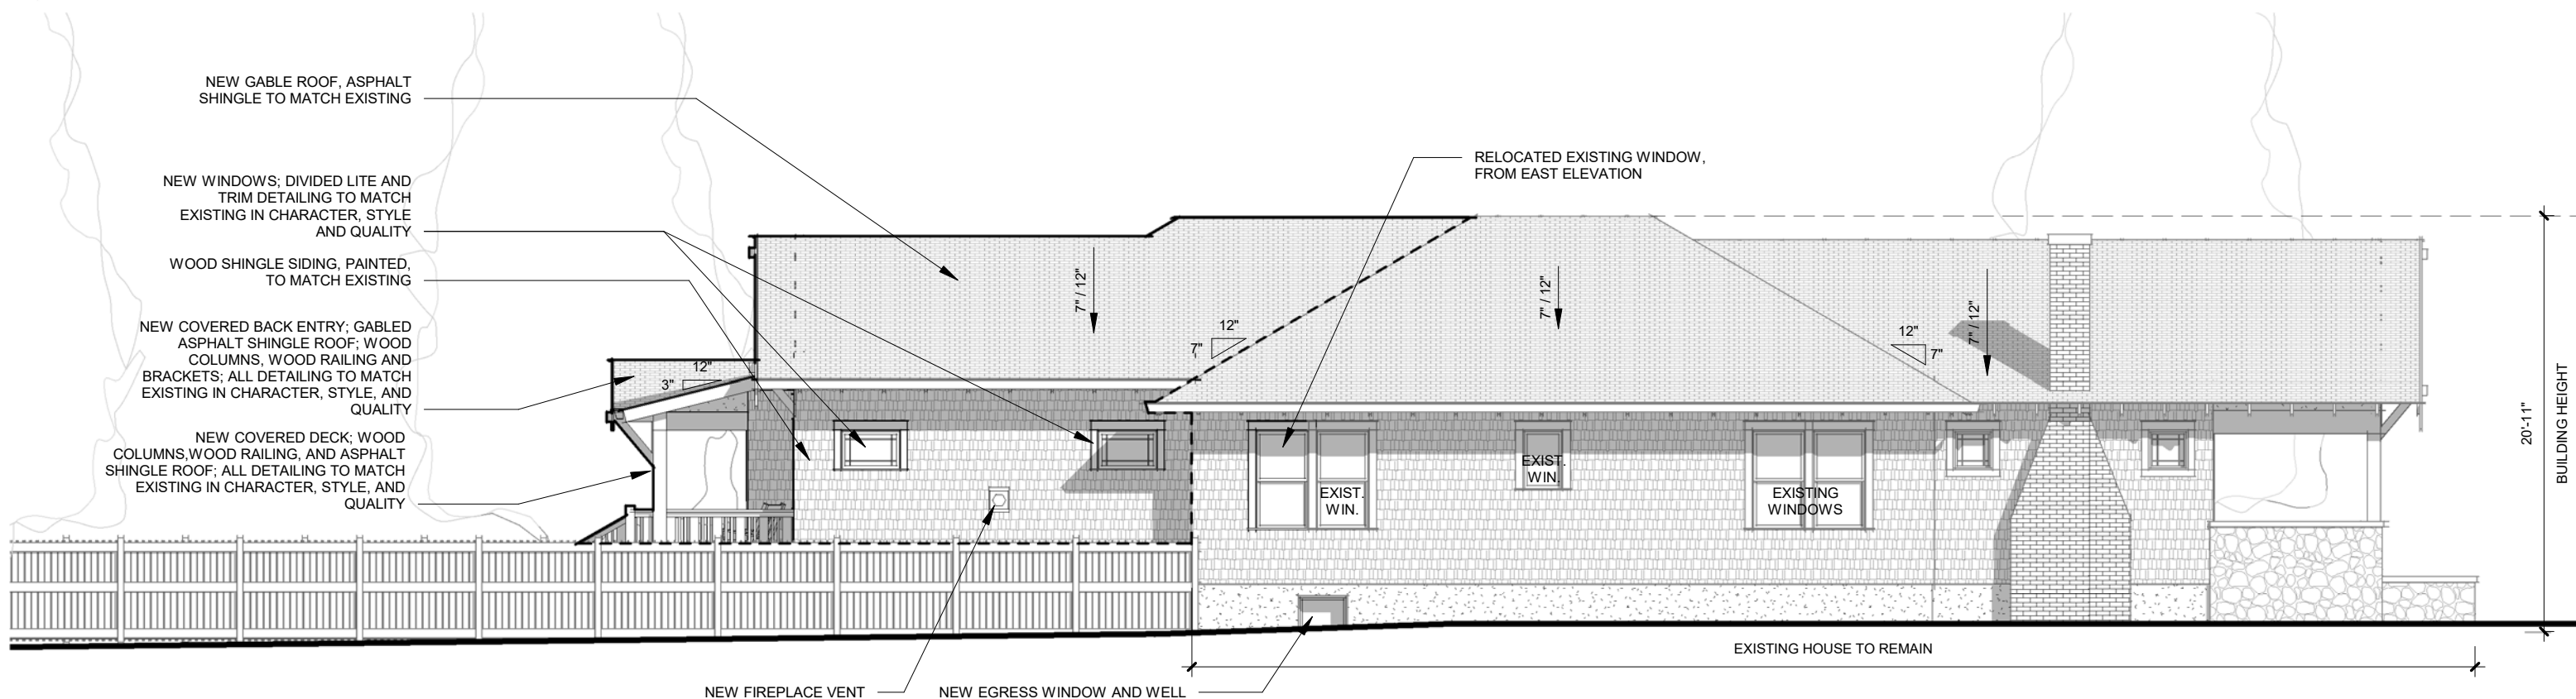 NEW GABLE ROOF, ASPHALT
SHINGLE TO MATCH EXISTING
NEW WINDOWS; DIVIDED LITE AND
TRIM DETAILING TO MATCH
EXISTING IN CHARACTER, STYLE
AND QUALITY
WOOD SHINGLE SIDING, PAINTED,
TO MATCH EXISTING
NEW COVERED BACK ENTRY; GABLED
ASPHALT SHINGLE ROOF; WOOD
COLUMNS, WOOD RAILING AND
BRACKETS; ALL DETAILING TO MATCH
EXISTING IN CHARACTER, STYLE, AND
QUALITY
NEW COVERED DECK; WOOD
COLUMNS,WOOD RAILING, AND ASPHALT
SHINGLE ROOF; ALL DETAILING TO MATCH
EXISTING IN CHARACTER, STYLE, AND
QUALITY
12"
3"
7" / 12"
12"
7"
RELOCATED EXISTING WINDOW,
FROM EAST ELEVATION
7" / 12"
12"
7"
7" / 12"
EXIST.
WIN.
EXIST.
WIN.
EXISTING
WINDOWS
20'-11"
BUILDING HEIGHT
EXISTING HOUSE TO REMAIN
NEW FIREPLACE VENT
NEW EGRESS WINDOW AND WELL